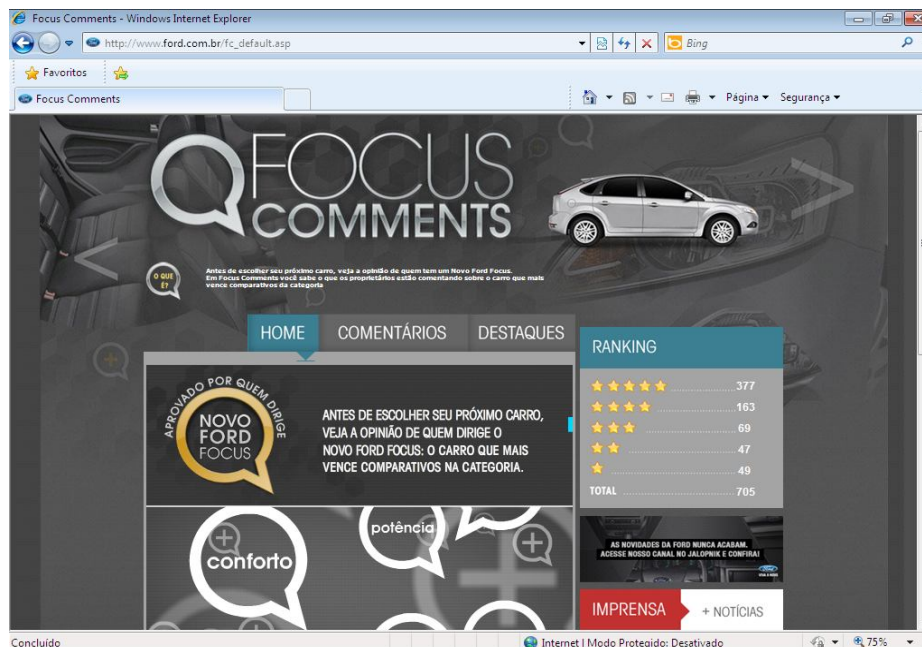 Focus Comments - Windows Internet Explorer
http://www.ford.com.br/fc_default.asp
Bing
Favoritos
Focus Comments
Página
Segurança
FOCUS
COMMENTS
O QUE
É?
Antes de escolher seu próximo carro, veja a opinião de quem tem um Novo Ford Focus.
Em Focus Comments você sabe o que os proprietários estão comentando sobre o carro que mais
vence comparativos da categoria
HOME
COMENTÁRIOS
DESTAQUES
RANKING
377
163
69
47
49
TOTAL 705
APROVADO POR QUEM DIRIGE
NOVO
FORD
FOCUS
ANTES DE ESCOLHER SEU PRÓXIMO CARRO,
VEJA A OPINIÃO DE QUEM DIRIGE O
NOVO FORD FOCUS: O CARRO QUE MAIS
VENCE COMPARATIVOS NA CATEGORIA.
conforto
potência
AS NOVIDADES DA FORD NUNCA ACABAM.
ACESSE NOSSO CANAL NO JALOPNIK E CONFIRA!
Ford
IMPRENSA
+ NOTÍCIAS
Concluído
Internet | Modo Protegido: Desativado
75%